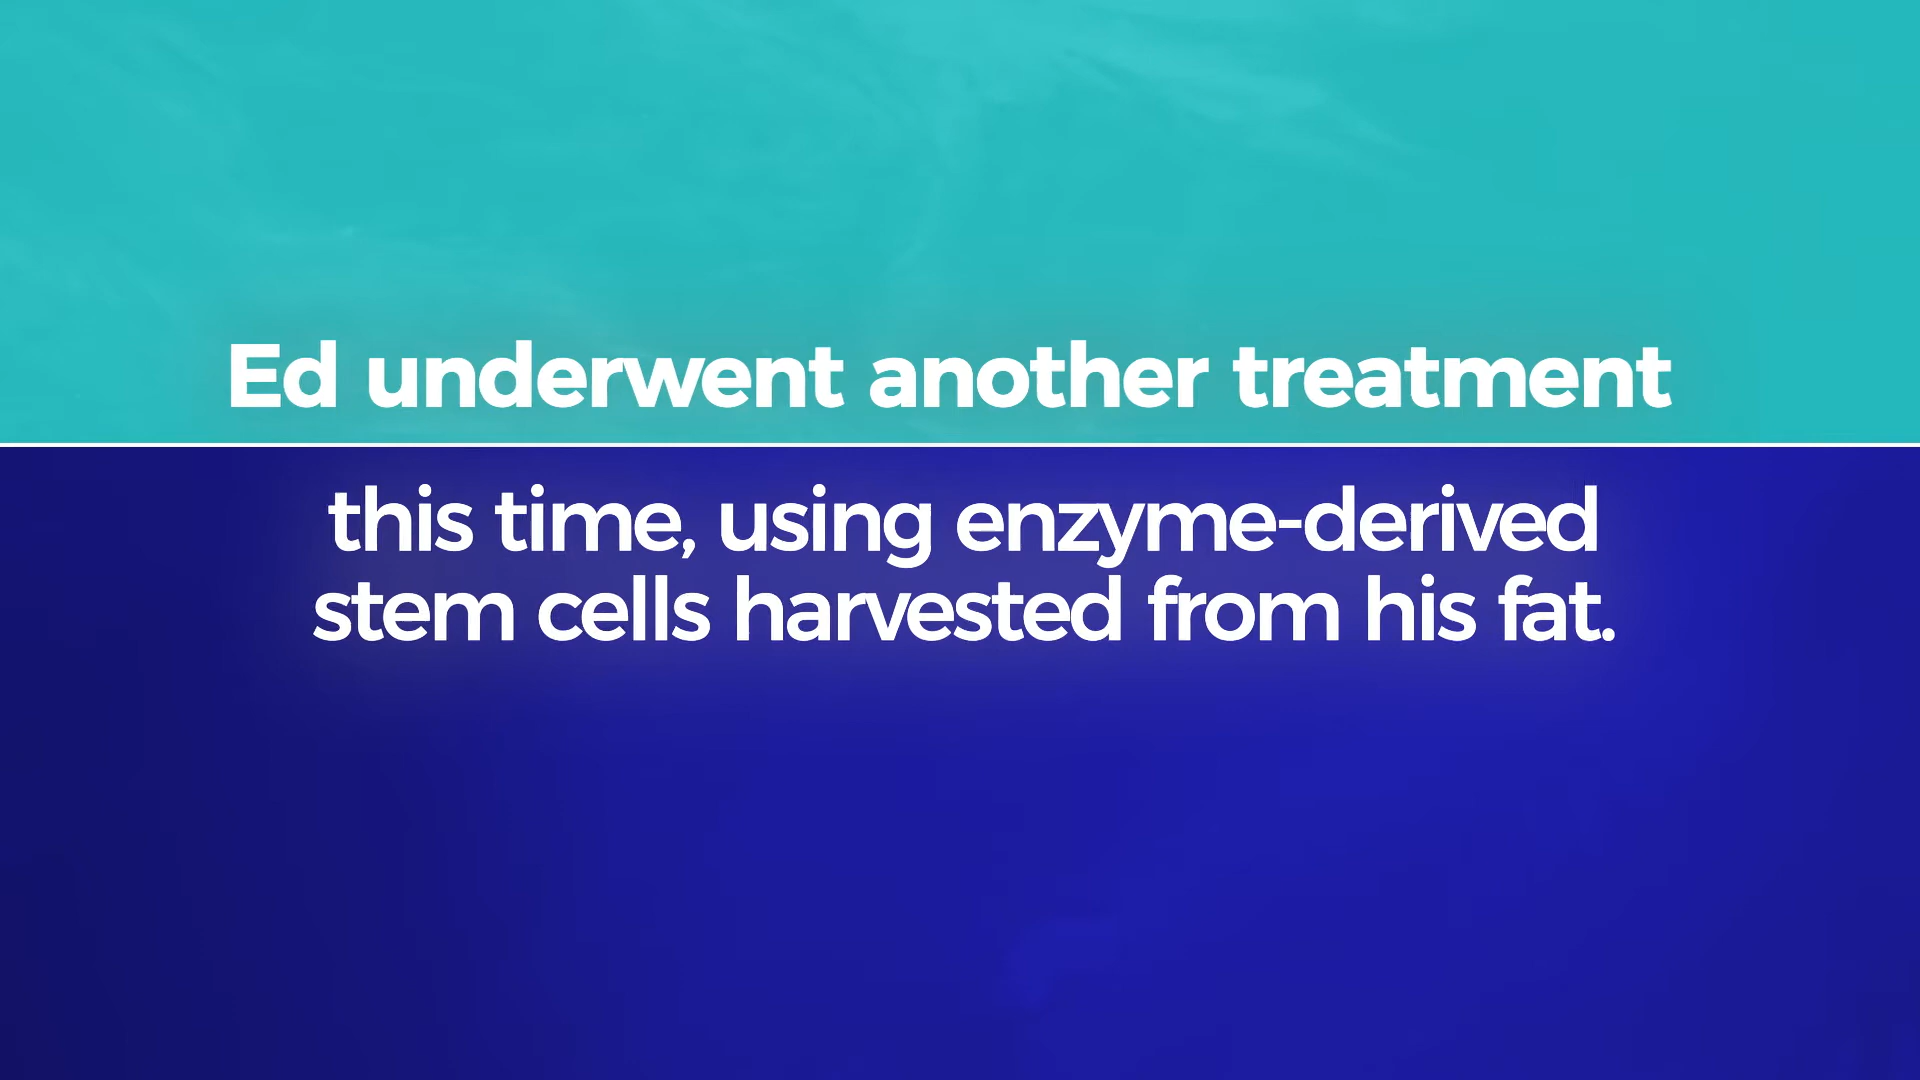 Ed underwent another treatment
this time, using enzyme-derived
stem cells harvested from his fat.